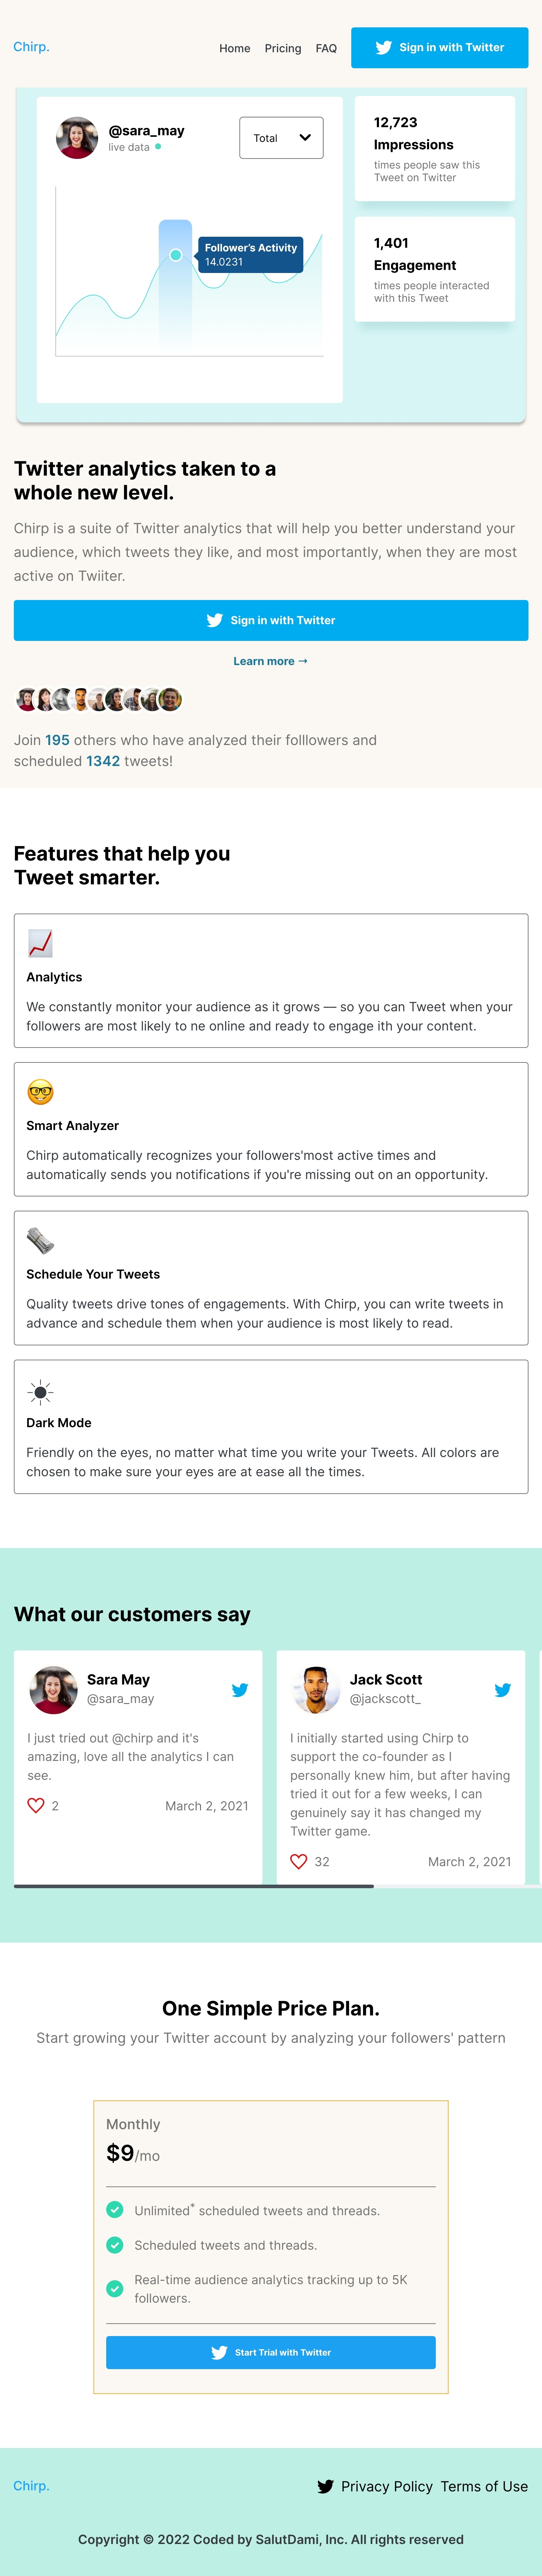 Chirp.
Home Pricing FAQ Sign in with Twitter
@sara_may
live data
Total
Follower's Activity
14.0231
12,723
Impressions
times people saw this
Tweet on Twitter
1,401
Engagement
times people interacted
with this Tweet
Twitter analytics taken to a
whole new level.
Chirp is a suite of Twitter analytics that will help you better understand your
audience, which tweets they like, and most importantly, when they are most
active on Twiiter.
Sign in with Twitter
Learn more →
Join 195 others who have analyzed their folllowers and
scheduled 1342 tweets!
Features that help you
Tweet smarter.
Analytics
We constantly monitor your audience as it grows — so you can Tweet when your
followers are most likely to ne online and ready to engage ith your content.
Smart Analyzer
Chirp automatically recognizes your followers'most active times and
automatically sends you notifications if you're missing out on an opportunity.
Schedule Your Tweets
Quality tweets drive tones of engagements. With Chirp, you can write tweets in
advance and schedule them when your audience is most likely to read.
Dark Mode
Friendly on the eyes, no matter what time you write your Tweets. All colors are
chosen to make sure your eyes are at ease all the times.
What our customers say
Sara May
@sara_may
I just tried out @chirp and it's
amazing, love all the analytics I can
see.
2 March 2, 2021
Jack Scott
@jackscott_
I initially started using Chirp to
support the co-founder as I
personally knew him, but after having
tried it out for a few weeks, I can
genuinely say it has changed my
Twitter game.
32 March 2, 2021
One Simple Price Plan.
Start growing your Twitter account by analyzing your followers' pattern
Monthly
$9/mo
Unlimited* scheduled tweets and threads.
Scheduled tweets and threads.
Real-time audience analytics tracking up to 5K
followers.
Start Trial with Twitter
Chirp.
Privacy Policy Terms of Use
Copyright © 2022 Coded by SalutDami, Inc. All rights reserved